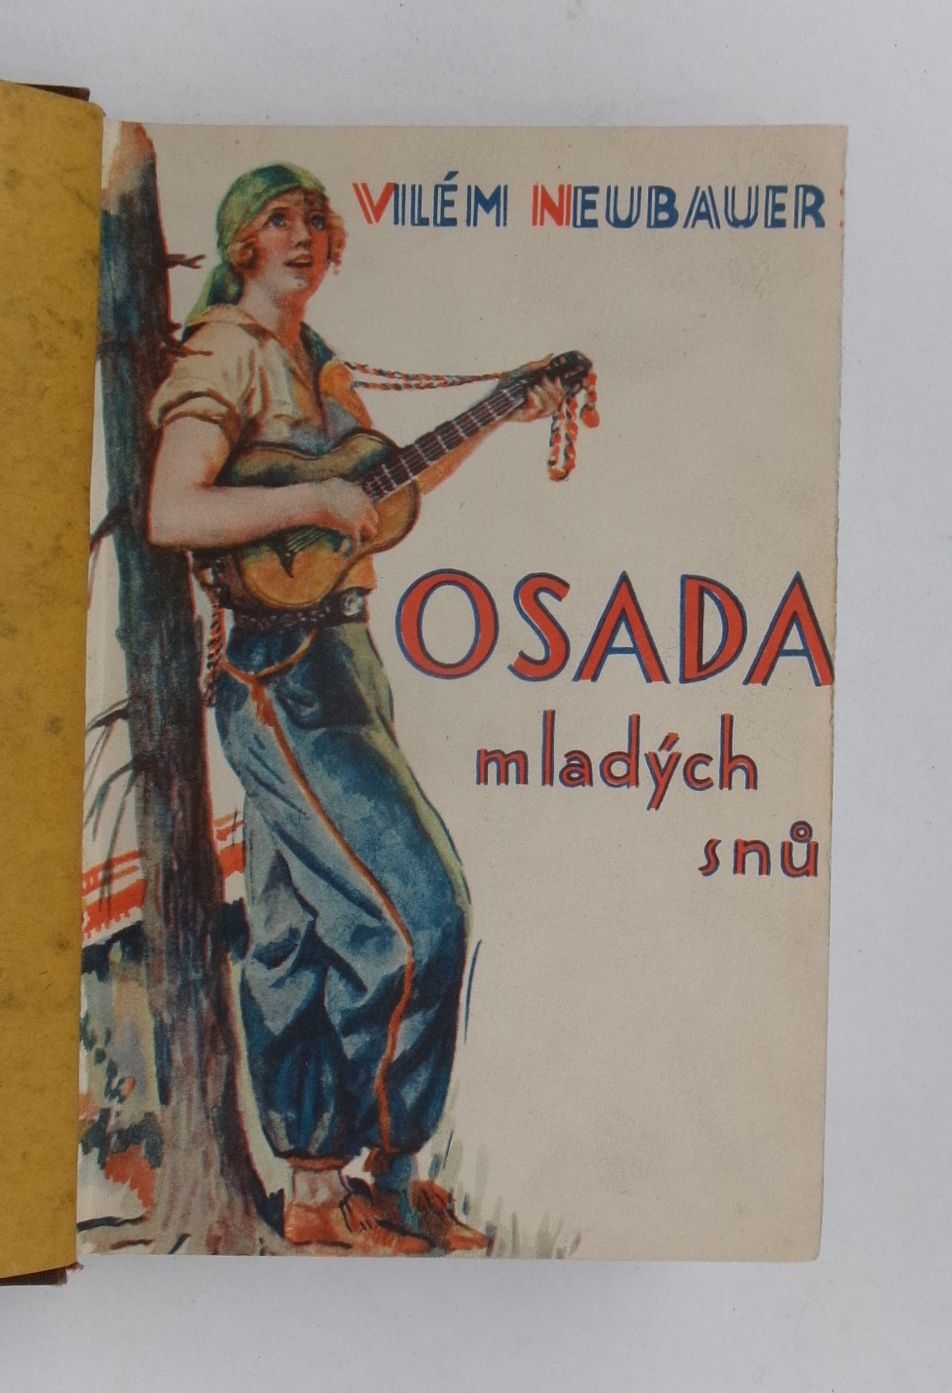 VILÉM NEUBAUER
OSADA
mladých
snů